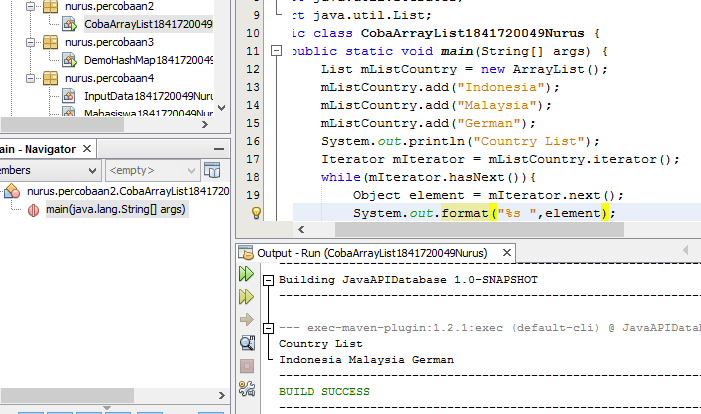 nurus.percobaan2
CobaArrayList1841720049
nurus.percobaan3
DemoHashMap1841720049
nurus.percobaan4
InputData1841720049Nuru
Mahasiswa1841720049Nuru
ain - Navigator
embers
<empty>
nurus.percobaan2.CobaArrayList1841720
main(java.lang.String[] args)
9 rt java.util.List;
10 ic class CobaArrayList1841720049Nurus {
11 public static void main(String[] args) {
12 List mListCountry = new ArrayList();
13 mListCountry.add("Indonesia");
14 mListCountry.add("Malaysia");
15 mListCountry.add("German");
16 System.out.println("Country List");
17 Iterator mIterator = mListCountry.iterator();
18 while(mIterator.hasNext()){
19 Object element = mIterator.next();
System.out.format("%s ",element);
Output - Run (CobaArrayList1841720049Nurus)
Building JavaAPIDatabase 1.0-SNAPSHOT
------------------------------------------------------------------------
--- exec-maven-plugin:1.2.1:exec (default-cli) @ JavaAPIDatab
Country List
Indonesia Malaysia German
------------------------------------------------------------------------
BUILD SUCCESS
------------------------------------------------------------------------